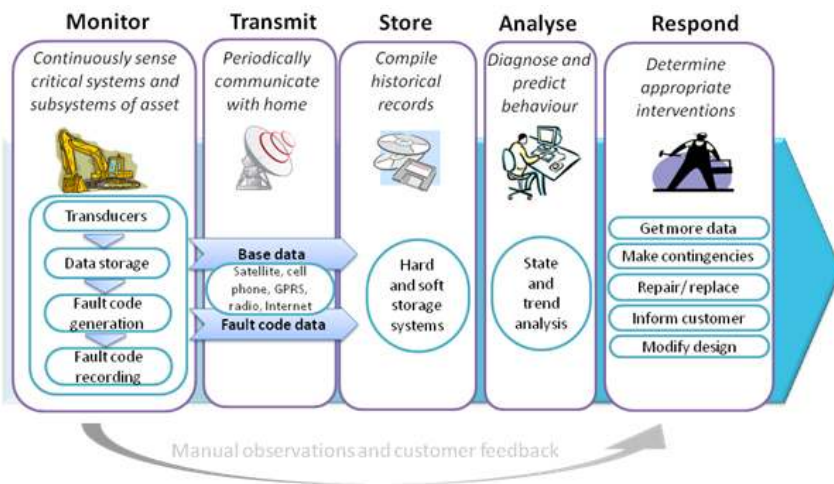 Monitor
Transmit
Store
Analyse
Respond
Continuously sense
critical systems and
subsystems of asset
Periodically
communicate
with home
Compile
historical
records
Diagnose and
predict
behaviour
Determine
appropriate
interventions
Transducers
Data storage
Fault code
generation
Fault code
recording
Base data
Satellite, cell
phone, GPRS,
radio, Internet
Fault code data
Hard
and soft
storage
systems
State
and
trend
analysis
Get more data
Make contingencies
Repair/ replace
Inform customer
Modify design
Manual observations and customer feedback